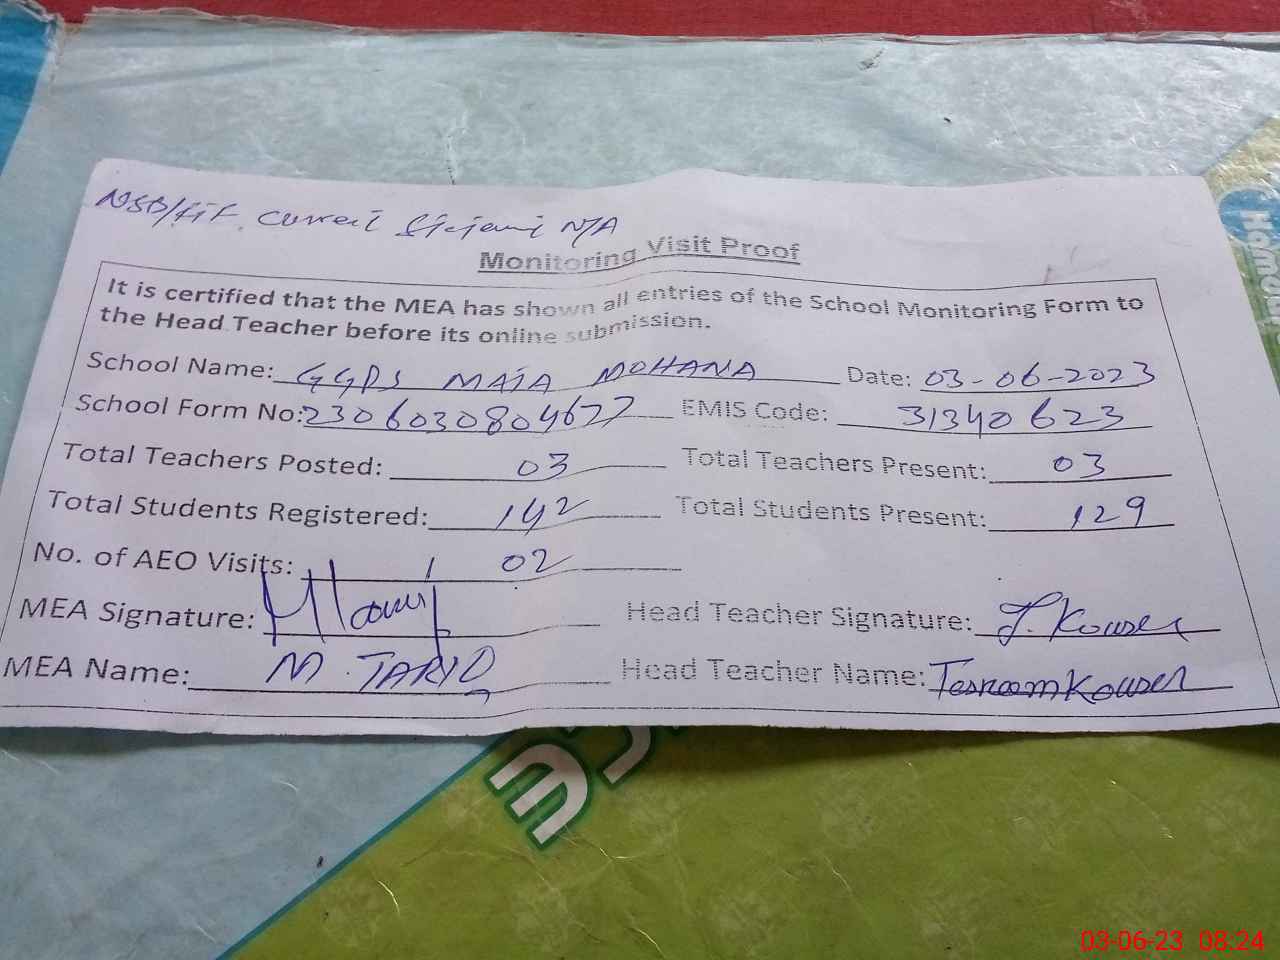 NSB/
Monitoring Visit Proof
It is certified that the MEA has shown all entries of the School Monitoring Form to
the Head Teacher before its online submission.
School Name: GGPS MAJA MOHANA Date: 03-06-2023
School Form No: 2306030804677 EMIS Code: 31340623
Total Teachers Posted: 03 Total Teachers Present: 03
Total Students Registered: 142 Total Students Present: 129
No. of AEO Visits: 02
MEA Signature: Head Teacher Signature: T. Kouser
MEA Name: M. TARIQ Head Teacher Name: Tasneem Kouser
03-06-23 08.24